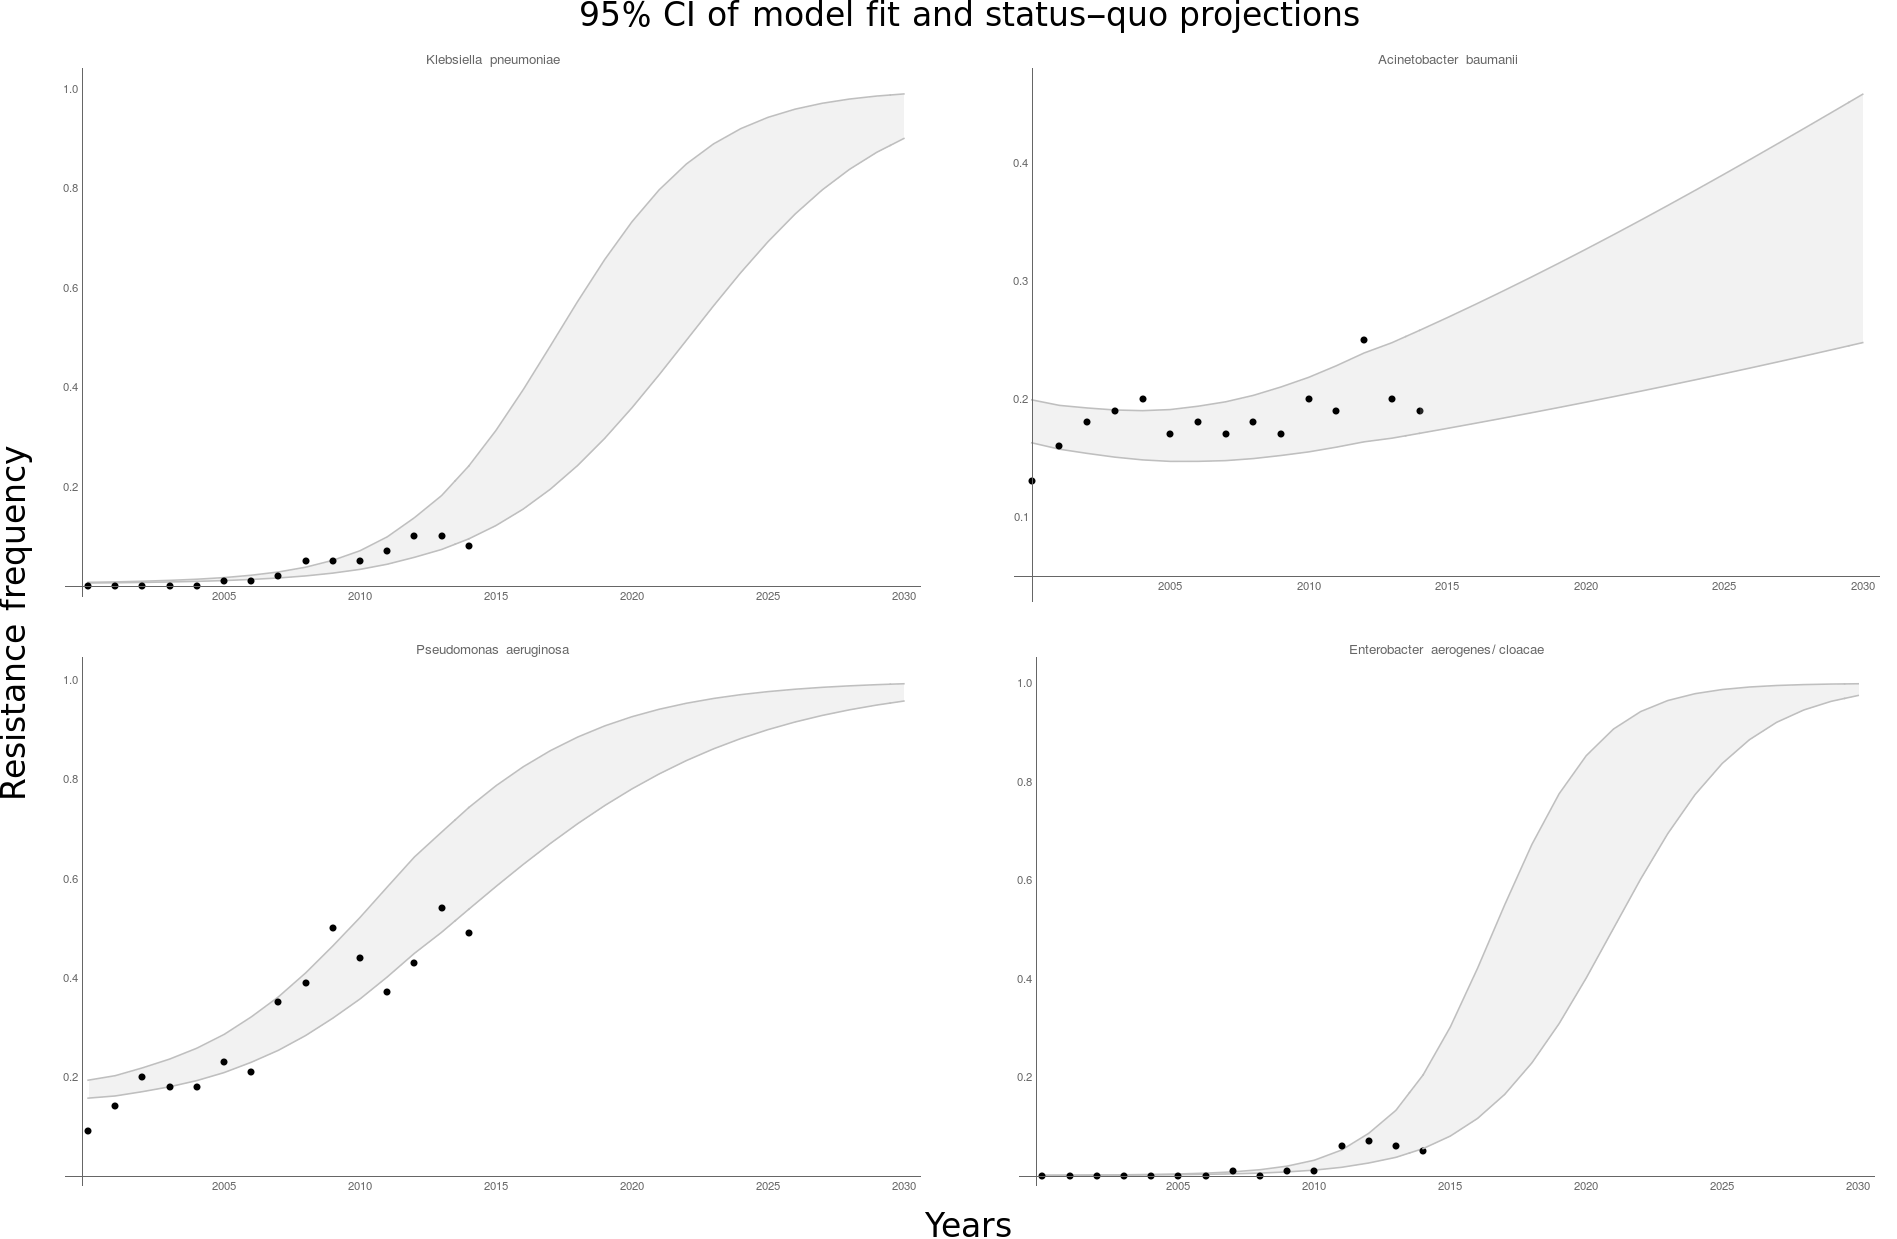 95% CI of model fit and status–quo projections
Resistance frequency
Klebsiella pneumoniae
1.0
0.8
0.6
0.4
0.2
2005 2010 2015 2020 2025 2030
Acinetobacter baumanii
0.4
0.3
0.2
0.1
2005 2010 2015 2020 2025 2030
Pseudomonas aeruginosa
1.0
0.8
0.6
0.4
0.2
2005 2010 2015 2020 2025 2030
Enterobacter aerogenes/ cloacae
1.0
0.8
0.6
0.4
0.2
2005 2010 2015 2020 2025 2030
Years